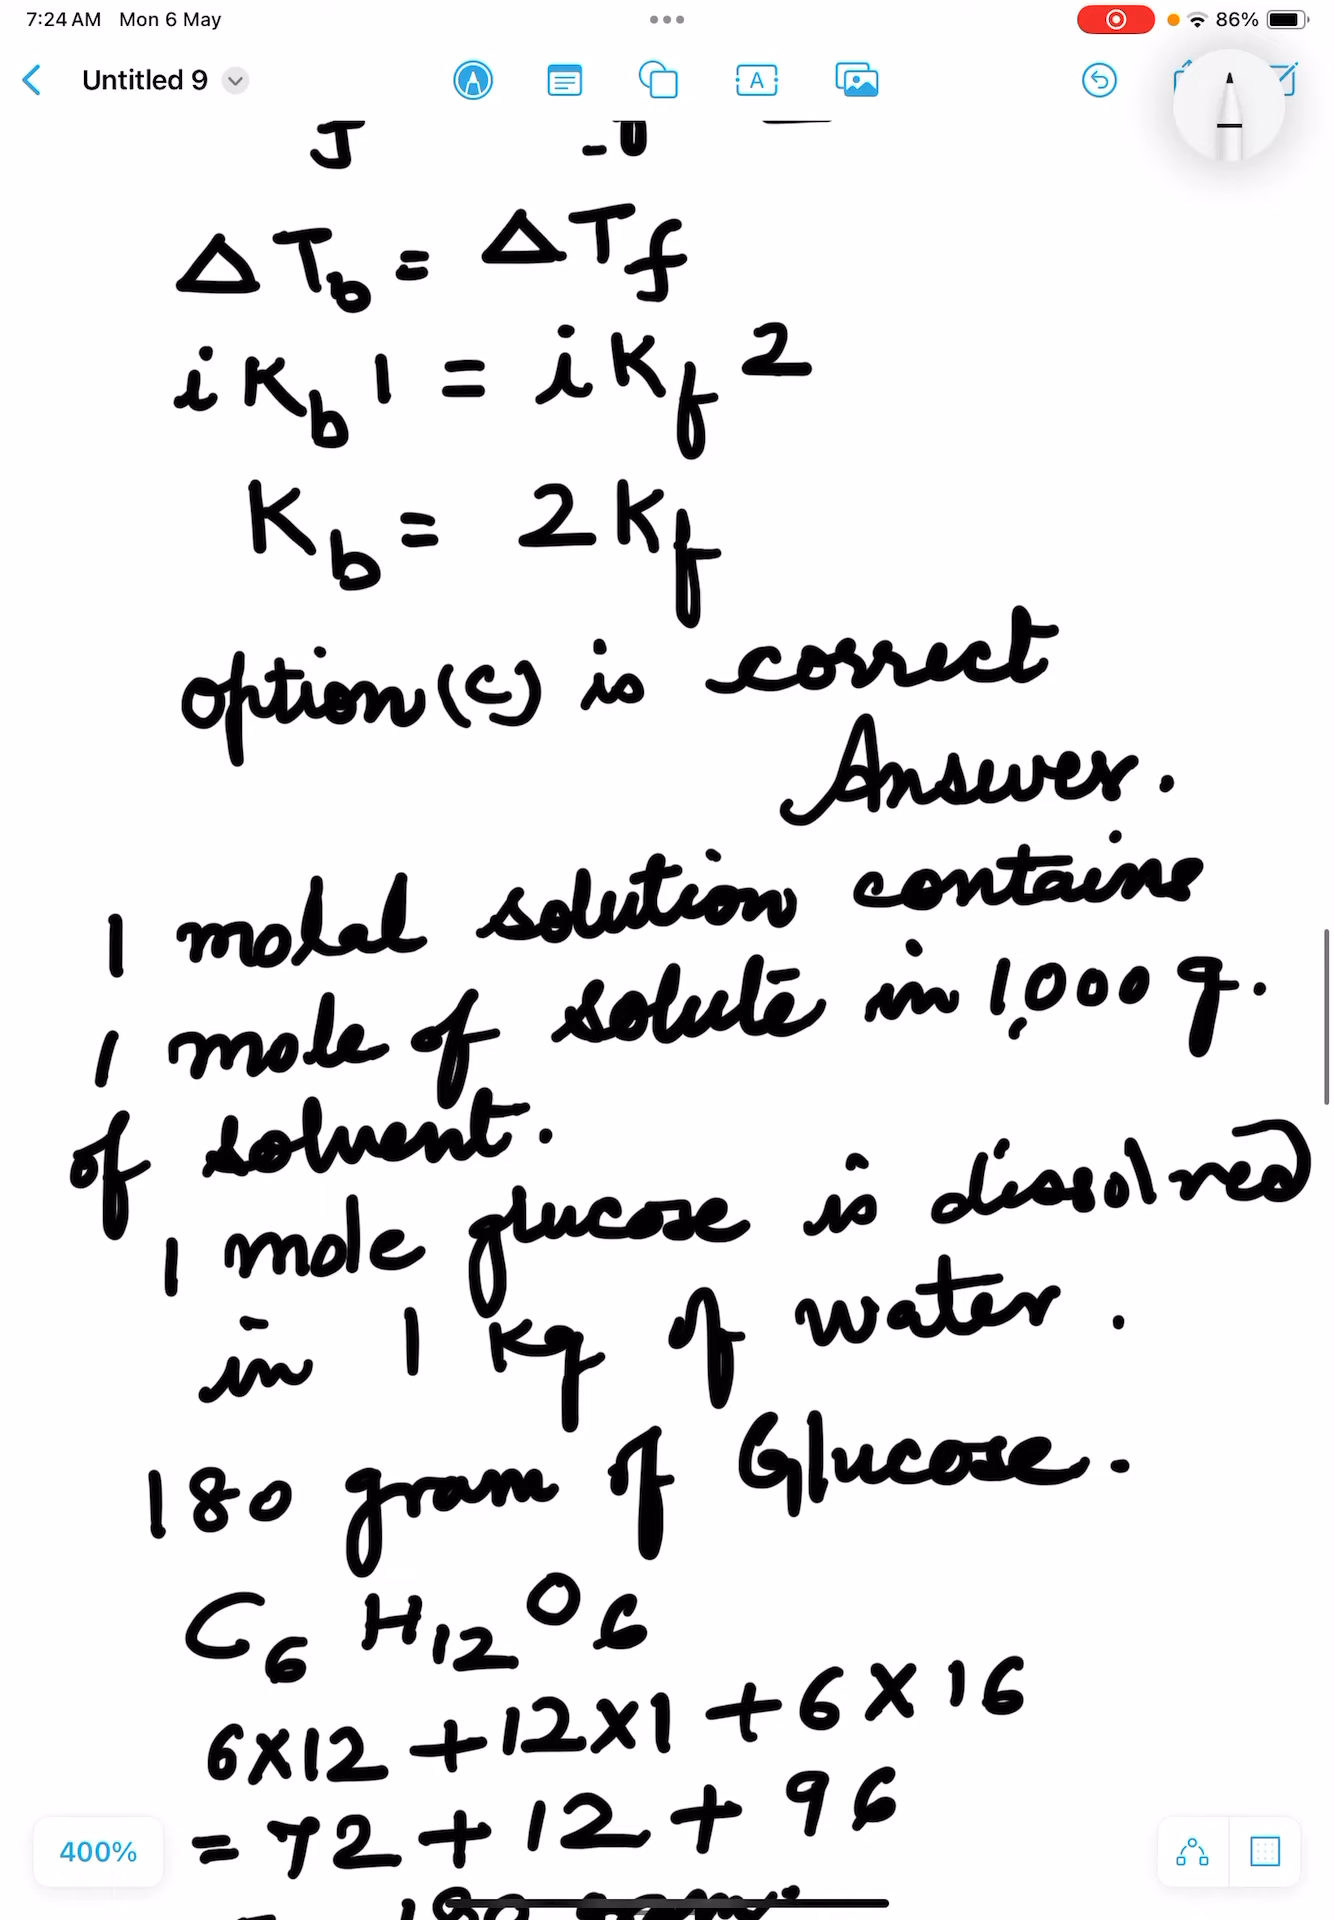 7:24 AM Mon 6 May
86%
Untitled 9
A
ΔTb = ΔTf
i Kb 1 = i Kf 2
Kb = 2 Kf
option (c) is correct
Answer.
1 molal solution contains
1 mole of solute in 1,000 g.
of solvent.
1 mole glucose is dissolved
in 1 kg of water.
180 gram of Glucose.
C6 H12 O6
6×12 + 12×1 + 6×16
= 72 + 12 + 96
400%